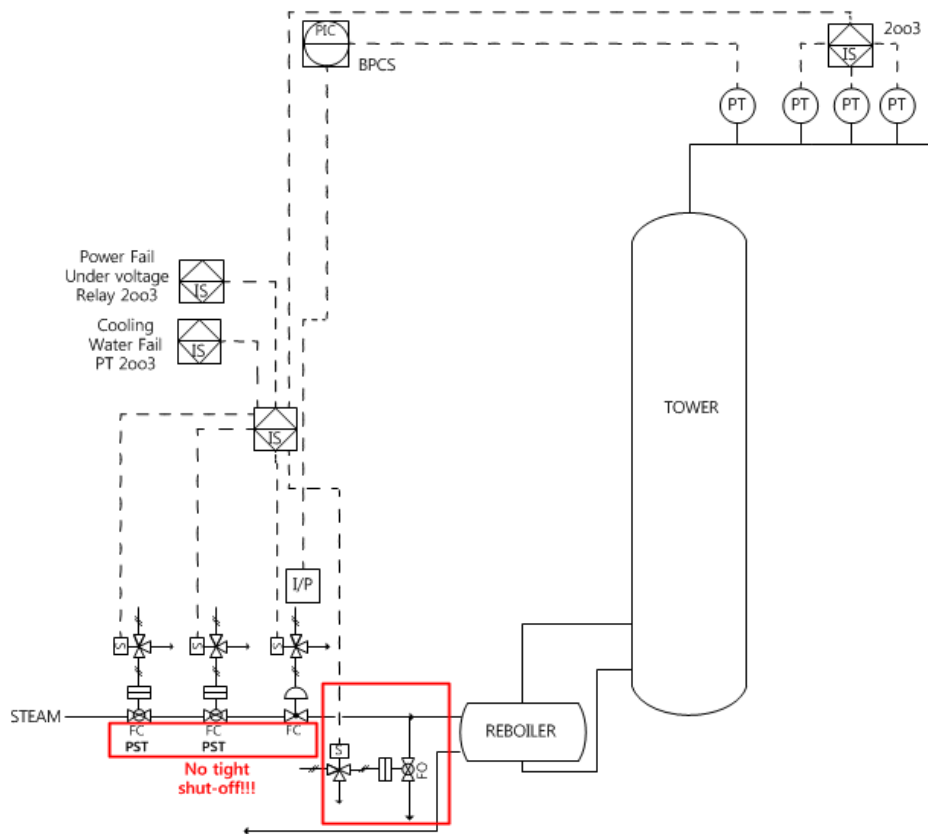 PIC
BPCS
2oo3
IS
PT
PT
PT
PT
Power Fail
Under voltage
Relay 2oo3
IS
Cooling
Water Fail
PT 2oo3
IS
IS
TOWER
I/P
S
S
S
STEAM
FC
FC
FC
PST
PST
No tight
shut-off!!!
S
FO
REBOILER